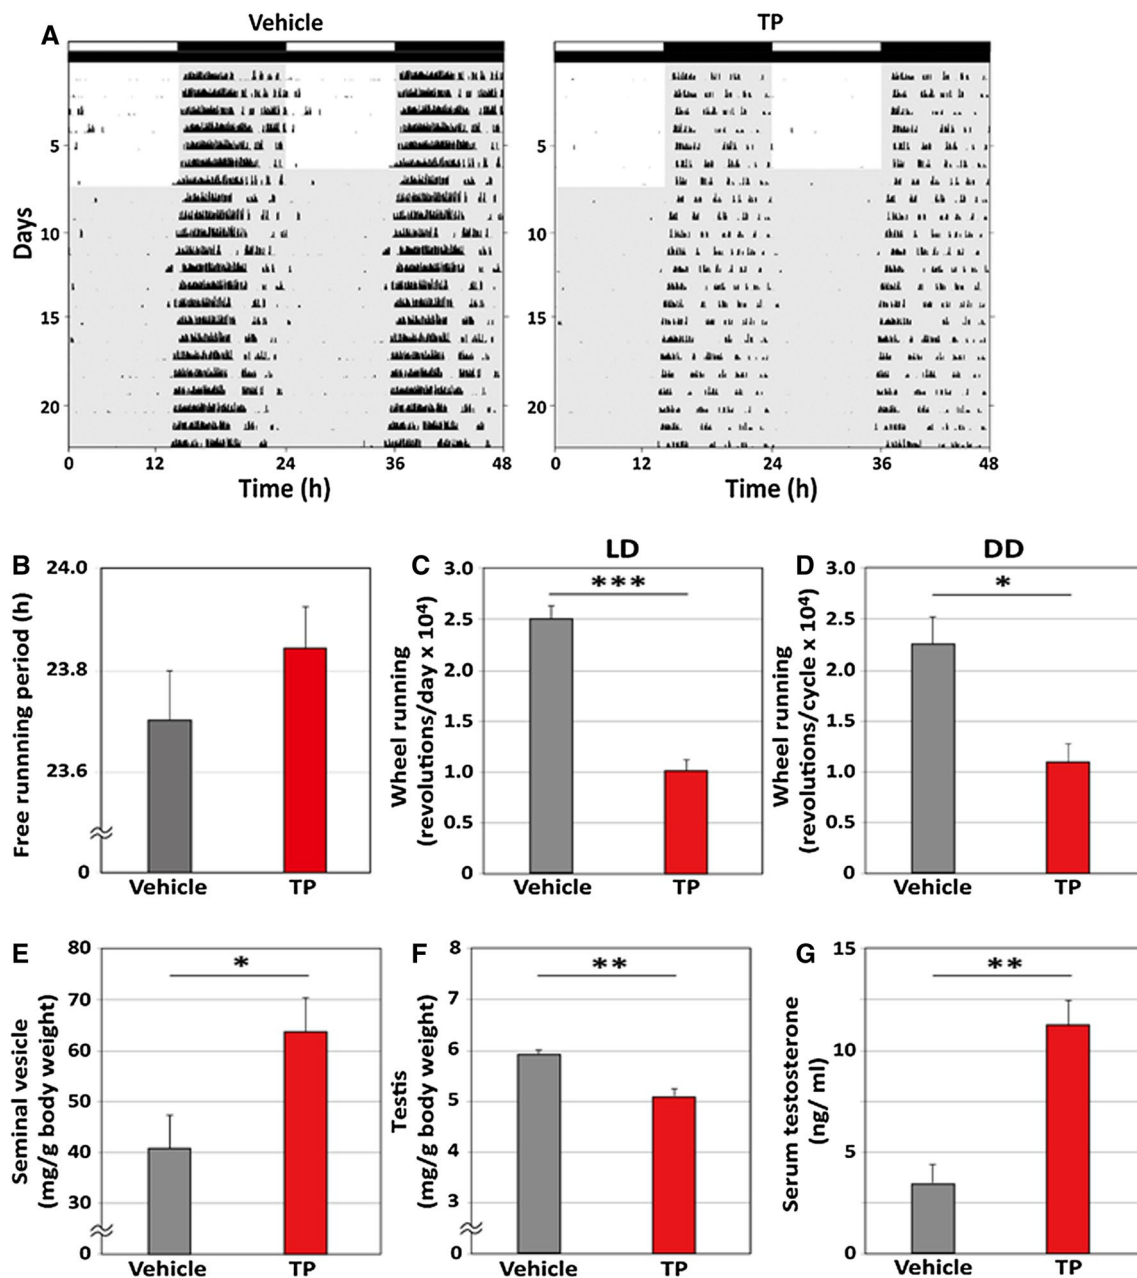 A
Vehicle
TP
Days
5
10
15
20
5
10
15
20
0 12 24 36 48
0 12 24 36 48
Time (h)
Time (h)
B
Free runnning period (h)
24.0
23.8
23.6
0
Vehicle TP
C
LD
Wheel running
(revolutions/day x 10⁴)
3.0
2.5
2.0
1.5
1.0
0.5
0
***
Vehicle TP
D
DD
Wheel running
(revolutions/cycle x 10⁴)
3.0
2.5
2.0
1.5
1.0
0.5
0
*
Vehicle TP
E
Seminal vesicle
(mg/g body weight)
80
70
60
50
40
30
0
*
Vehicle TP
F
Testis
(mg/g body weight)
8
7
6
5
4
3
0
**
Vehicle TP
G
Serum testosterone
(ng/ ml)
15
10
5
0
**
Vehicle TP